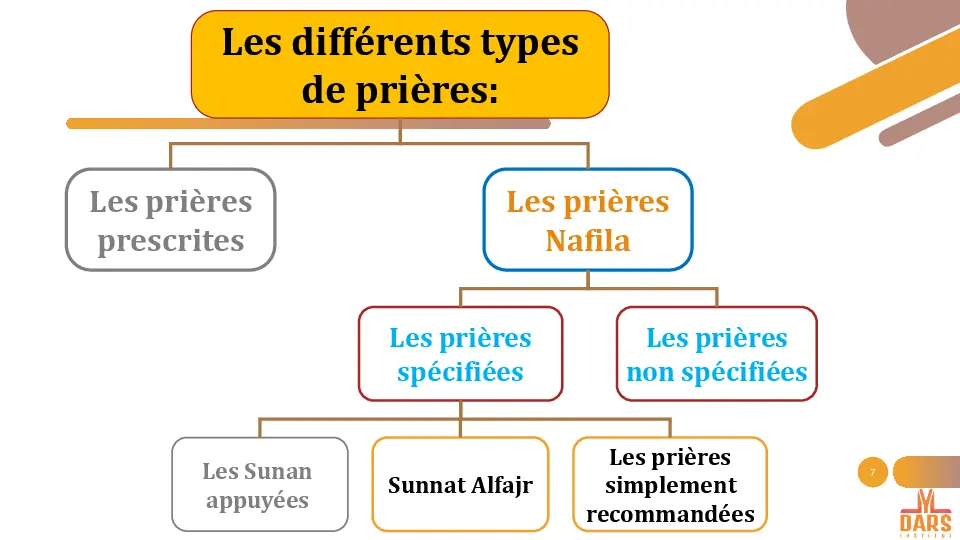 Les différents types
de prières:
Les prières
prescrites
Les prières
Nafila
Les prières
spécifiées
Les prières
non spécifiées
Les Sunan
appuyées
Sunnat Alfajr
Les prières
simplement
recommandées
7
DARS
INSTITUT